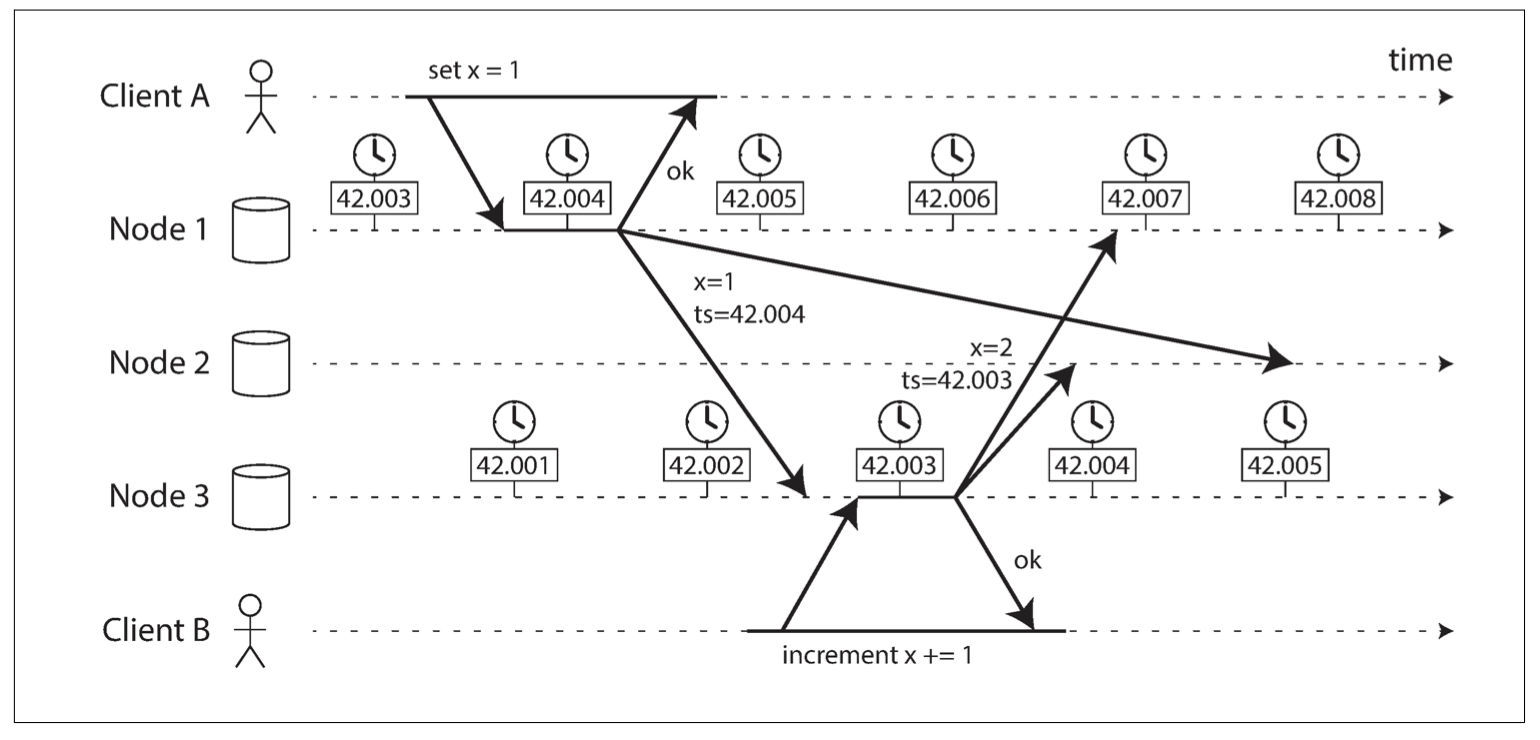 time
set x = 1
Client A
ok
42.003 42.004 42.005 42.006 42.007 42.008
Node 1
x=1
ts=42.004
x=2
Node 2
ts=42.003
42.001 42.002 42.003 42.004 42.005
Node 3
ok
Client B
increment x += 1